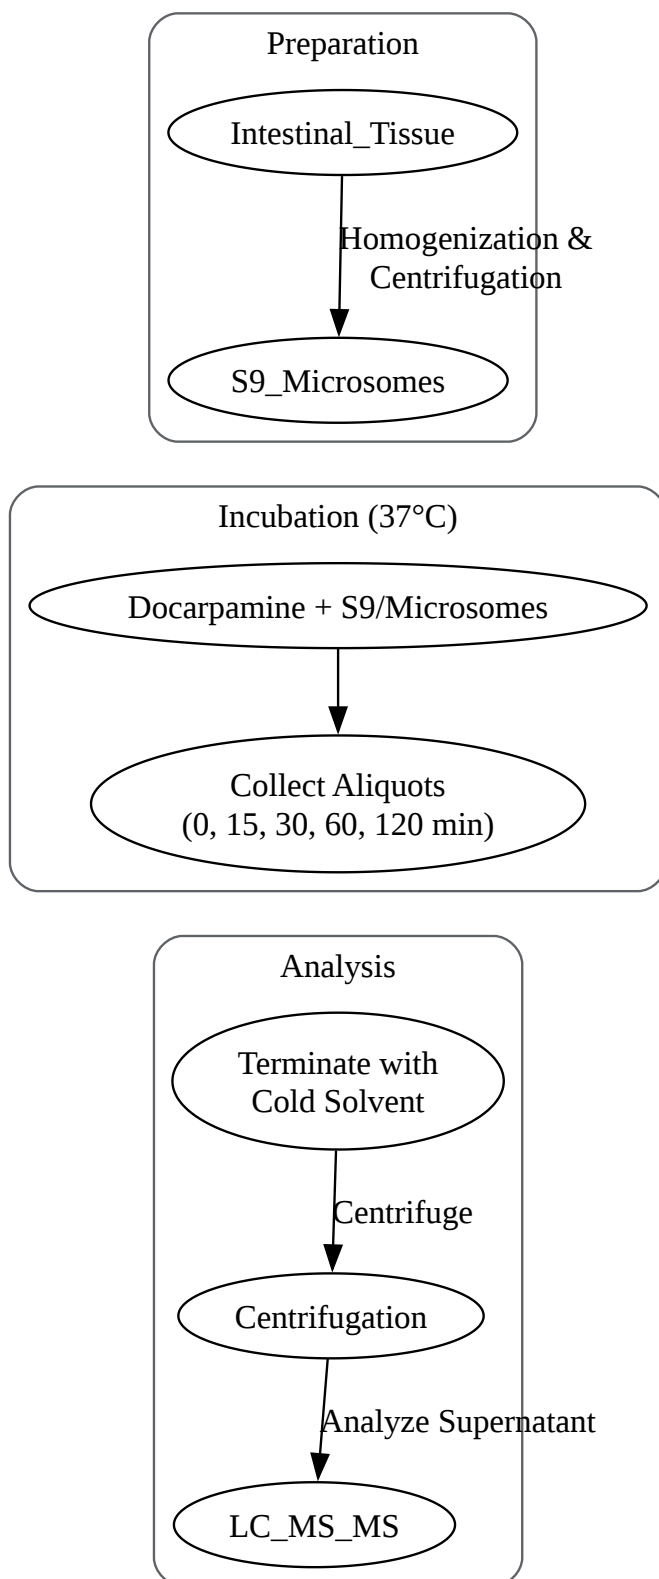 Preparation
Intestinal_Tissue
Homogenization &
Centrifugation
S9_Microsomes
Incubation (37°C)
Docarpamine + S9/Microsomes
Collect Aliquots
(0, 15, 30, 60, 120 min)
Analysis
Terminate with
Cold Solvent
Centrifuge
Centrifugation
Analyze Supernatant
LC_MS_MS